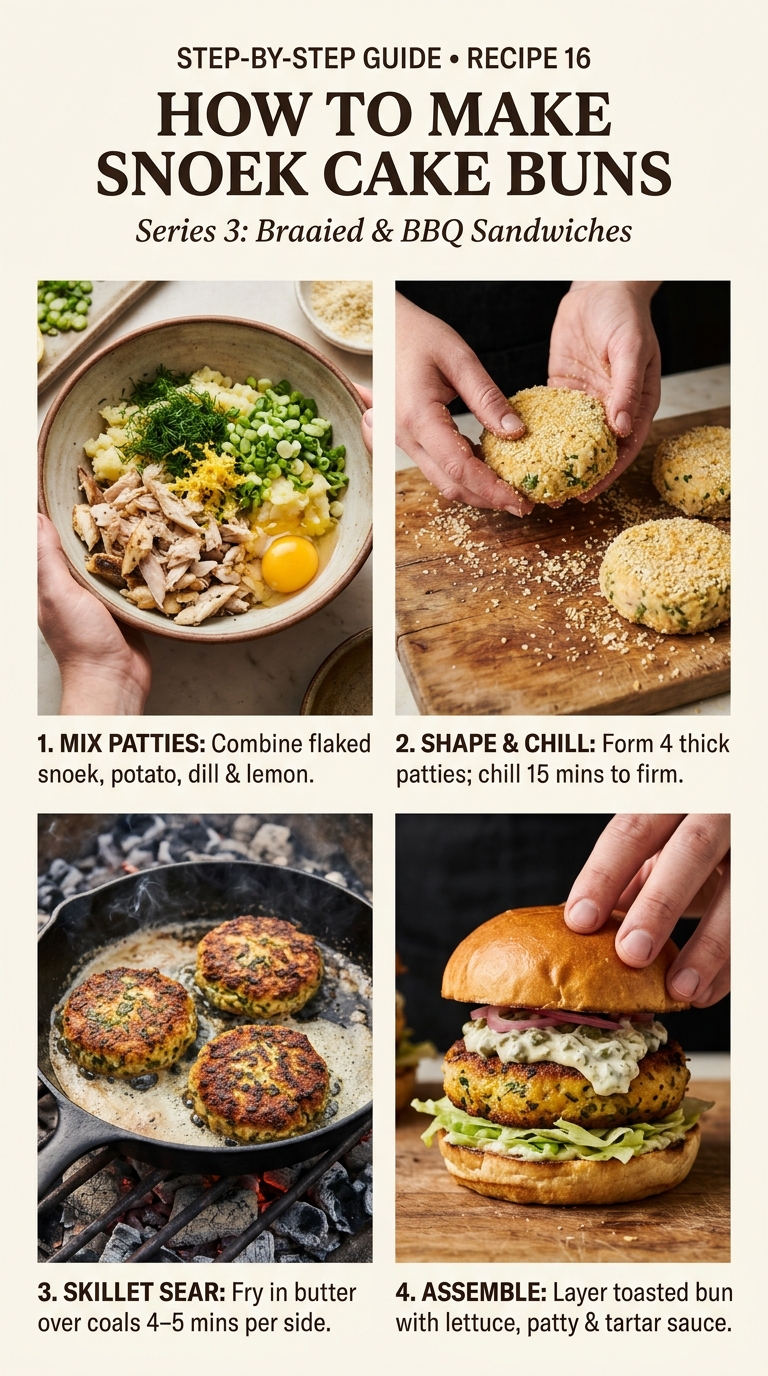 STEP-BY-STEP GUIDE • RECIPE 16
HOW TO MAKE
SNOEK CAKE BUNS
Series 3: Braaied & BBQ Sandwiches
1. MIX PATTIES: Combine flaked
snoek, potato, dill & lemon.
2. SHAPE & CHILL: Form 4 thick
patties; chill 15 mins to firm.
3. SKILLET SEAR: Fry in butter
over coals 4–5 mins per side.
4. ASSEMBLE: Layer toasted bun
with lettuce, patty & tartar sauce.